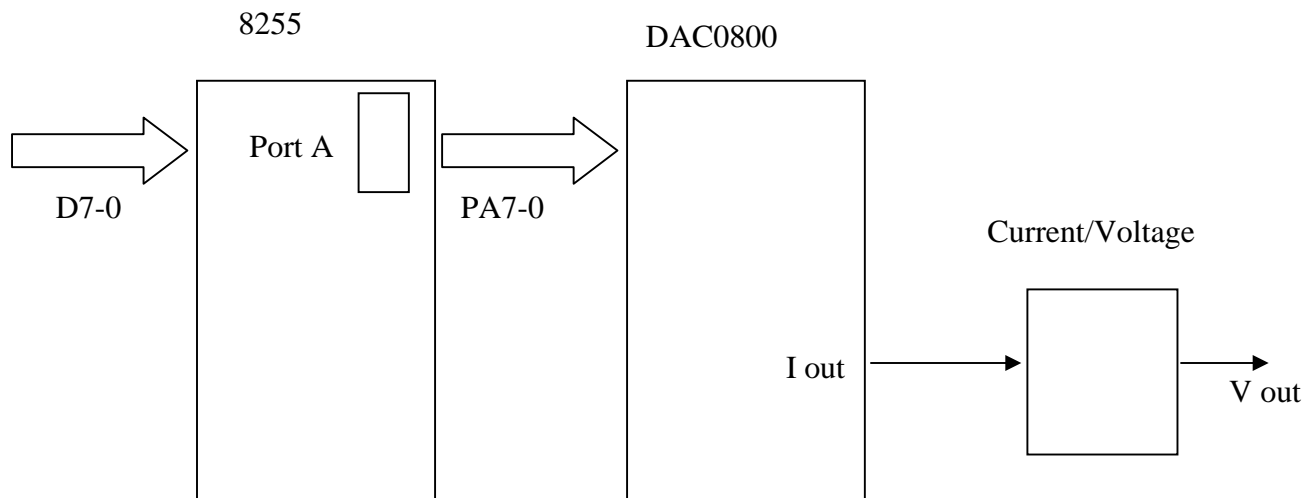 8255
DAC0800
Port A
D7-0
PA7-0
Current/Voltage
I out
V out